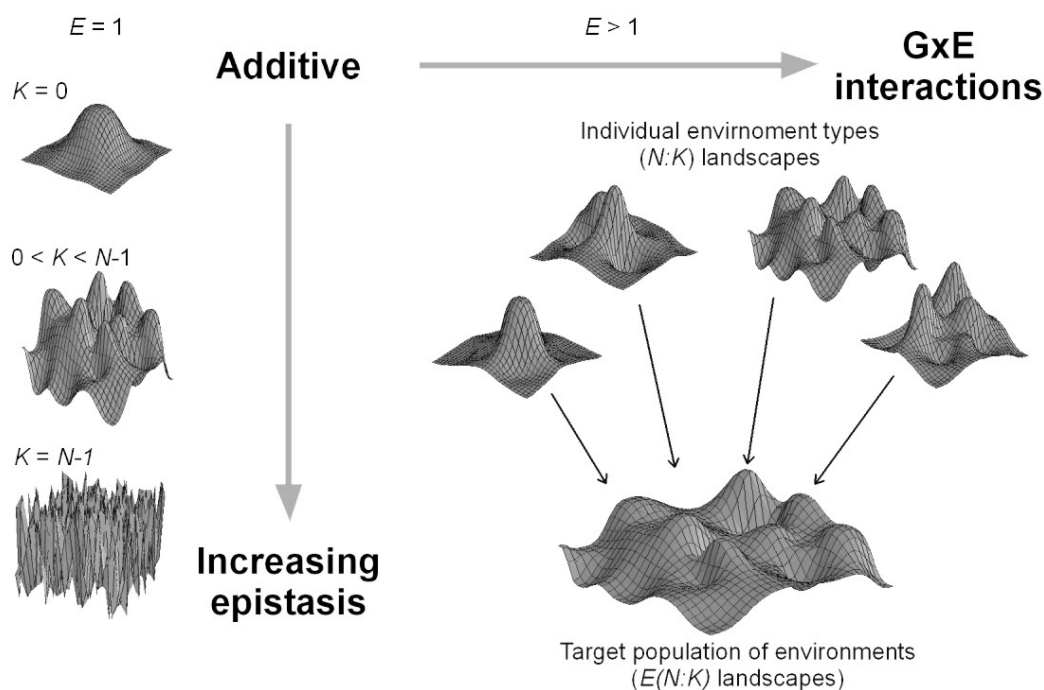 E = 1
E > 1
Additive
GxE
interactions
K = 0
Individual envirnoment types
(N:K) landscapes
0 < K < N-1
K = N-1
Increasing
epistasis
Target population of environments
(E(N:K) landscapes)